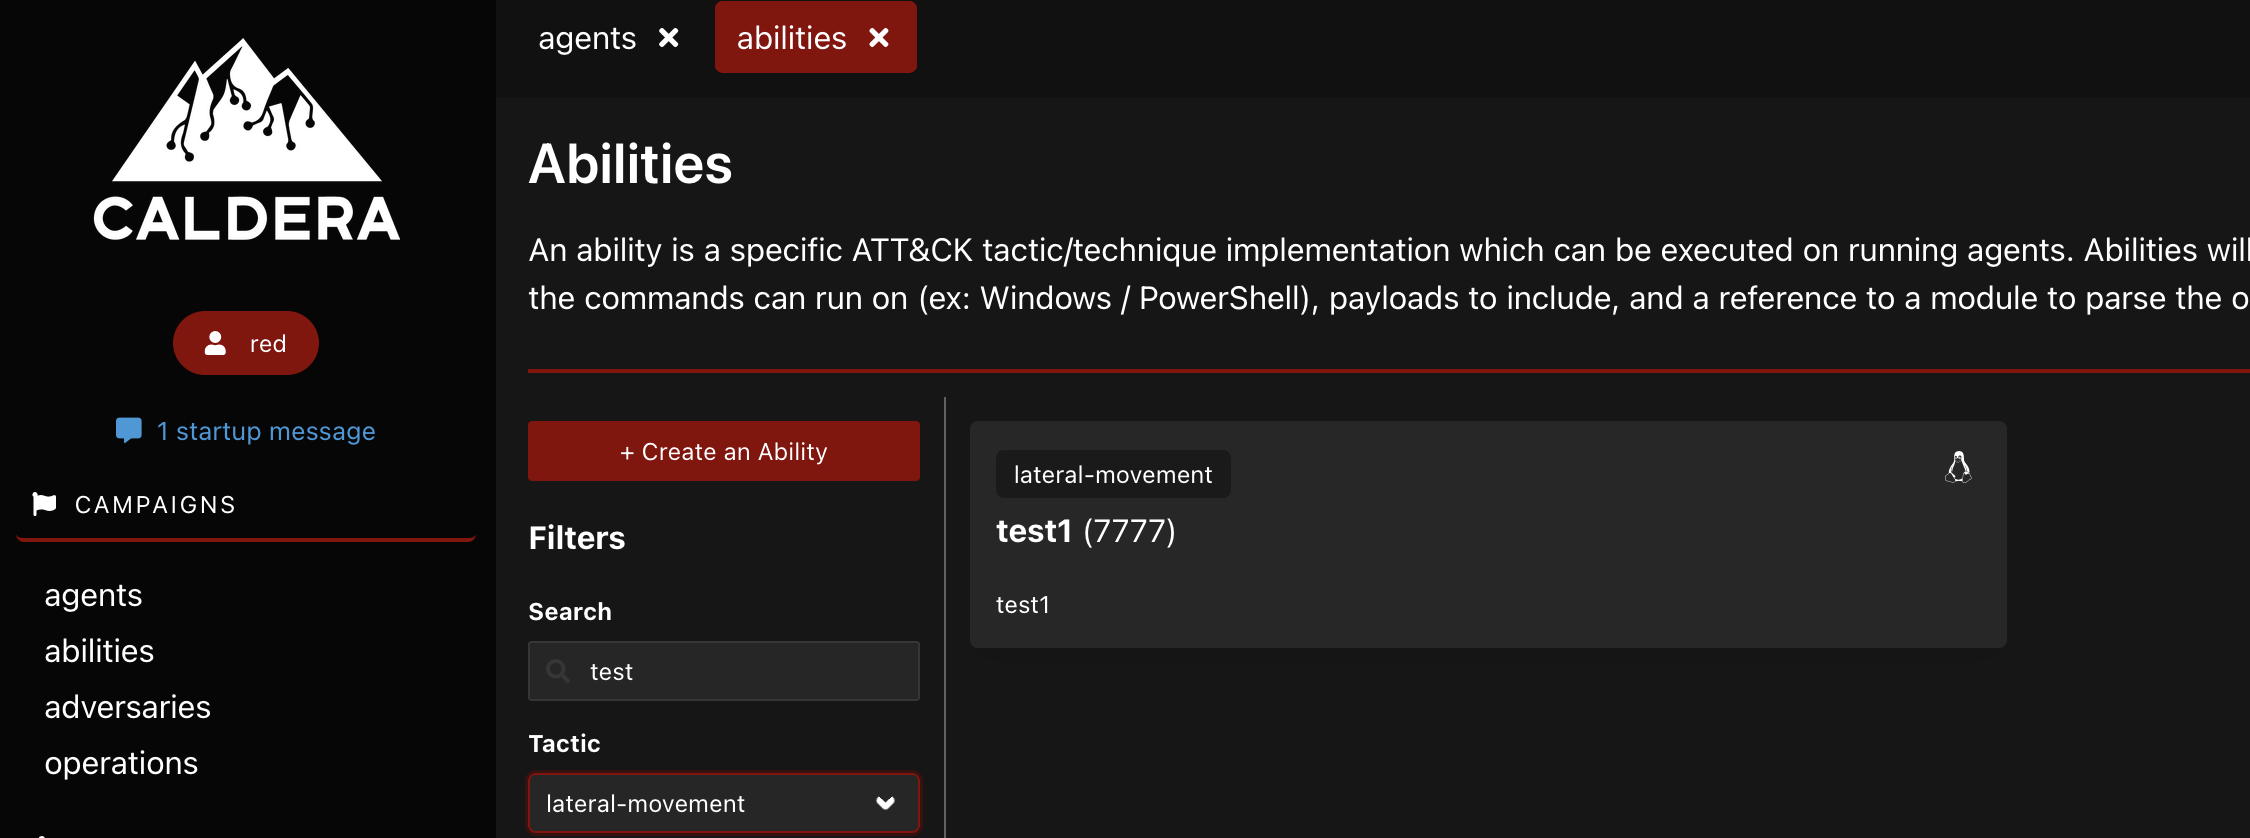 CALDERA
red
1 startup message
CAMPAIGNS
agents
abilities
adversaries
operations
agents
abilities
Abilities
An ability is a specific ATT&CK tactic/technique implementation which can be executed on running agents. Abilities will
the commands can run on (ex: Windows / PowerShell), payloads to include, and a reference to a module to parse the o
+ Create an Ability
Filters
Search
test
Tactic
lateral-movement
lateral-movement
test1 (7777)
test1